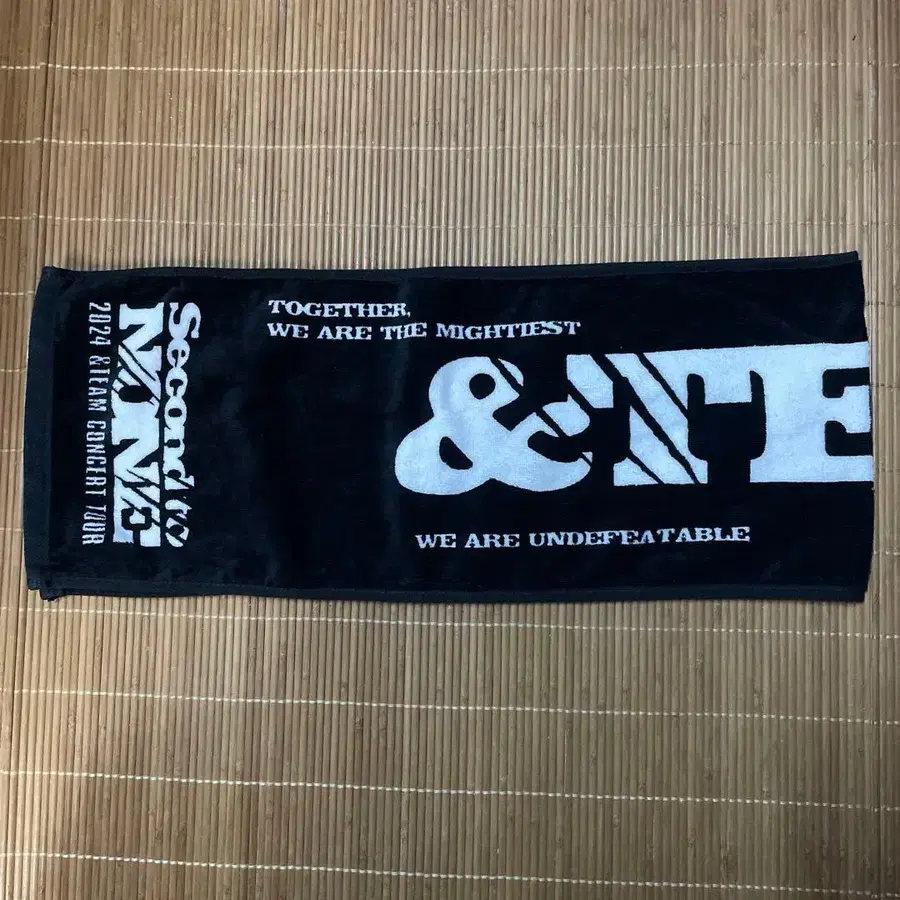 Second to
NONE
2024 &TEAM CONCERT TOUR
TOGETHER,
WE ARE THE MIGHTIEST
&TE
WE ARE UNDEFEATABLE